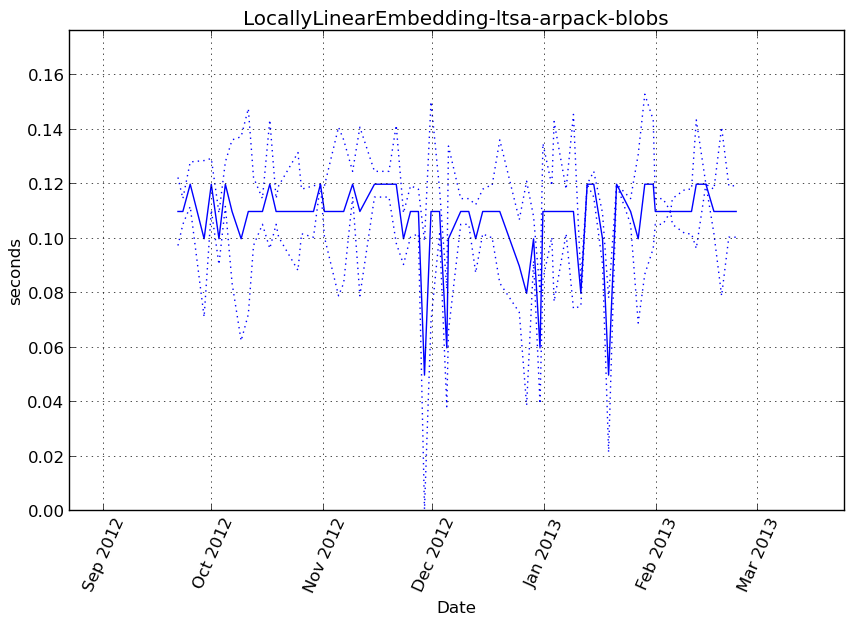 LocallyLinearEmbedding-ltsa-arpack-blobs
0.16
0.14
0.12
0.10
0.08
0.06
0.04
0.02
0.00
seconds
Sep 2012
Oct 2012
Nov 2012
Dec 2012
Jan 2013
Feb 2013
Mar 2013
Date